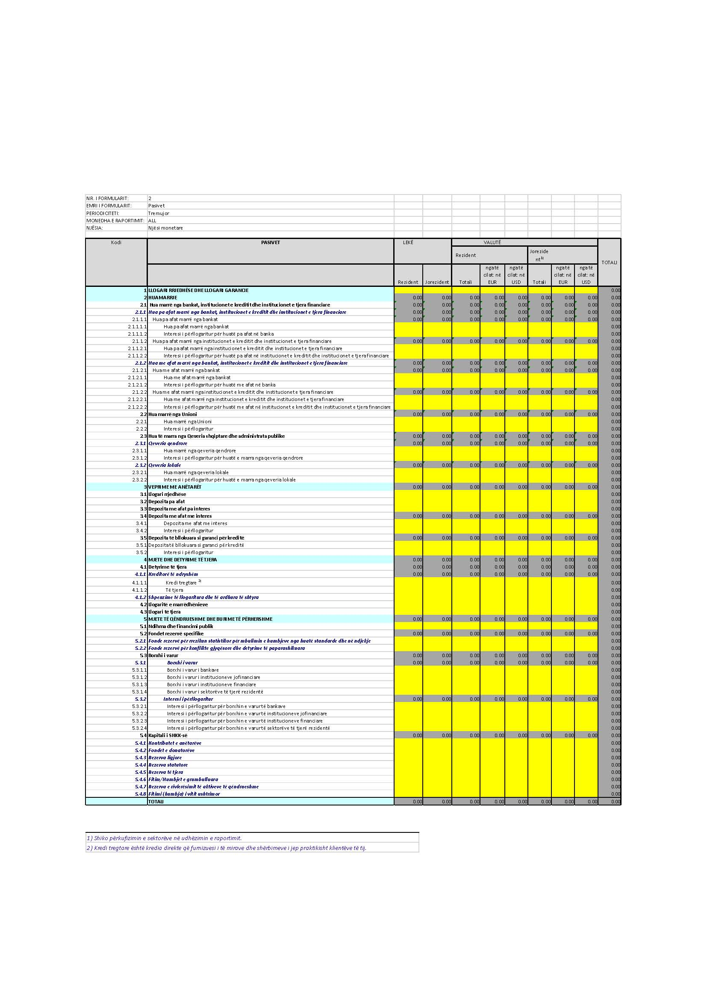 NR. I FORMULARIT: 2
EMRI I FORMULARIT: Pasivet
PERIODICITETI: Tremujor
MONEDHA E RAPORTIMIT: ALL
NJËSIA: Njësi monetare
Kodi PASIVET LEKË VALUTË TOTALI
Rezident Jorezident1)
Rezident Jorezident Totali nga të cilat: në EUR nga të cilat: në USD Totali nga të cilat: në EUR nga të cilat: në USD
1 LLOGARI RRJEDHËSE DHE LLOGARI GARANCIE 0.00
2 HUAMARRJE 0.00 0.00 0.00 0.00 0.00 0.00 0.00 0.00 0.00
2.1 Hua marrë nga bankat, institucionet e kreditit dhe institucionet e tjera financiare 0.00 0.00 0.00 0.00 0.00 0.00 0.00 0.00 0.00
2.1.1 Hua pa afat marrë nga bankat, institucionet e kreditit dhe institucionet e tjera financiare 0.00 0.00 0.00 0.00 0.00 0.00 0.00 0.00 0.00
2.1.1.1 Hua pa afat marrë nga bankat 0.00 0.00 0.00 0.00 0.00 0.00 0.00 0.00 0.00
2.1.1.1.1 Hua pa afat marrë nga bankat 0.00
2.1.1.1.2 Interesi i përllogaritur për huatë pa afat në banka 0.00
2.1.1.2 Hua pa afat marrë nga institucionet e kreditit dhe institucionet e tjera financiare 0.00 0.00 0.00 0.00 0.00 0.00 0.00 0.00 0.00
2.1.1.2.1 Hua pa afat marrë nga institucionet e kreditit dhe institucionet e tjera financiare 0.00
2.1.1.2.2 Interesi i përllogaritur për huatë pa afat në institucionet e kreditit dhe institucionet e tjera financiare 0.00
2.1.2 Hua me afat marrë nga bankat, institucionet e kreditit dhe institucionet e tjera financiare 0.00 0.00 0.00 0.00 0.00 0.00 0.00 0.00 0.00
2.1.2.1 Hua me afat marrë nga bankat 0.00 0.00 0.00 0.00 0.00 0.00 0.00 0.00 0.00
2.1.2.1.1 Hua me afat marrë nga bankat 0.00
2.1.2.1.2 Interesi i përllogaritur për huatë me afat në banka 0.00
2.1.2.2 Hua me afat marrë nga institucionet e kreditit dhe institucionet e tjera financiare 0.00 0.00 0.00 0.00 0.00 0.00 0.00 0.00 0.00
2.1.2.2.1 Hua me afat marrë nga institucionet e kreditit dhe institucionet e tjera financiare 0.00
2.1.2.2.2 Interesi i përllogaritur për huatë me afat në institucionet e kreditit dhe institucionet e tjera financiare 0.00
2.2 Hua marrë nga Unioni 0.00 0.00 0.00 0.00 0.00 0.00 0.00 0.00 0.00
2.2.1 Hua marrë nga Unioni 0.00
2.2.2 Interesi i përllogaritur 0.00
2.3 Hua të marra nga Qeveria shqiptare dhe administrata publike 0.00 0.00 0.00 0.00 0.00 0.00 0.00 0.00 0.00
2.3.1 Qeveria qendrore 0.00 0.00 0.00 0.00 0.00 0.00 0.00 0.00 0.00
2.3.1.1 Hua marrë nga qeveria qendrore 0.00
2.3.1.2 Interesi i përllogaritur për huatë e marra nga qeveria qendrore 0.00
2.3.2 Qeveria lokale 0.00 0.00 0.00 0.00 0.00 0.00 0.00 0.00 0.00
2.3.2.1 Hua marrë nga qeveria lokale 0.00
2.3.2.2 Interesi i përllogaritur për huatë e marra nga qeveria lokale 0.00
3 VEPRIME ME ANËTARËT 0.00 0.00 0.00 0.00 0.00 0.00 0.00 0.00 0.00
3.1 Llogari rrjedhëse 0.00
3.2 Depozita pa afat 0.00
3.3 Depozita me afat pa interes 0.00
3.4 Depozita me afat me interes 0.00 0.00 0.00 0.00 0.00 0.00 0.00 0.00 0.00
3.4.1 Depozita me afat me interes 0.00
3.4.2 Interesi i përllogaritur 0.00
3.5 Depozita të bllokuara si garanci për kreditë 0.00 0.00 0.00 0.00 0.00 0.00 0.00 0.00 0.00
3.5.1 Depozita të bllokuara si garanci për kreditë 0.00
3.5.2 Interesi i përllogaritur 0.00
4 MJETE DHE DETYRIME TË TJERA 0.00 0.00 0.00 0.00 0.00 0.00 0.00 0.00 0.00
4.1 Detyrime të tjera 0.00 0.00 0.00 0.00 0.00 0.00 0.00 0.00 0.00
4.1.1 Kreditorë të ndryshëm 0.00 0.00 0.00 0.00 0.00 0.00 0.00 0.00 0.00
4.1.1.1 Kredi tregtare 2) 0.00
4.1.1.2 Të tjera 0.00
4.1.2 Shpenzime të llogaritura dhe të ardhura të shtyra 0.00
4.2 Llogaritë e marrëdhënieve 0.00
4.3 Llogari të tjera 0.00
5 MJETE TË QËNDRUESHME DHE BURIME TË PËRHERSHME 0.00 0.00 0.00 0.00 0.00 0.00 0.00 0.00 0.00
5.1 Ndihma dhe financimi publik 0.00
5.2 Fondet rezervë specifike 0.00 0.00 0.00 0.00 0.00 0.00 0.00 0.00 0.00
5.2.1 Fonde rezervë për rrezikun statistikor për mbulimin e humbjeve nga huatë standarde dhe në ndjekje 0.00
5.2.2 Fonde rezervë për konflikte gjyqësore dhe detyrime të paparashikuara 0.00
5.3 Borxhi i varur 0.00 0.00 0.00 0.00 0.00 0.00 0.00 0.00 0.00
5.3.1 Borxhi i varur 0.00 0.00 0.00 0.00 0.00 0.00 0.00 0.00 0.00
5.3.1.1 Borxhi i varur i bankave 0.00
5.3.1.2 Borxhi i varur i institucioneve jofinanciare 0.00
5.3.1.3 Borxhi i varur i institucioneve financiare 0.00
5.3.1.4 Borxhi i varur i sektorëve të tjerë rezidentë 0.00
5.3.2 Interesi i përllogaritur 0.00 0.00 0.00 0.00 0.00 0.00 0.00 0.00 0.00
5.3.2.1 Interesi i përllogaritur për borxhin e varur të bankave 0.00
5.3.2.2 Interesi i përllogaritur për borxhin e varur të institucioneve jofinanciare 0.00
5.3.2.3 Interesi i përllogaritur për borxhin e varur të institucioneve financiare 0.00
5.3.2.4 Interesi i përllogaritur për borxhin e varur të sektorëve të tjerë rezidentë 0.00
5.4 Kapitali i SHKK-së 0.00 0.00 0.00 0.00 0.00 0.00 0.00 0.00 0.00
5.4.1 Kontributet e anëtarëve 0.00
5.4.2 Fondet e donatorëve 0.00
5.4.3 Rezerva ligjore 0.00
5.4.4 Rezerva statutore 0.00
5.4.5 Rezerva të tjera 0.00
5.4.6 Fitim/Humbjet e grumbulluara 0.00
5.4.7 Rezerva e rivlerësimit të aktiveve të qëndrueshme 0.00
5.4.8 Fitimi (humbja) i vitit ushtrimor 0.00
TOTALI 0.00 0.00 0.00 0.00 0.00 0.00 0.00 0.00 0.00
1) Shiko përkufizimin e sektorëve në udhëzimin e raportimit.
2) Kredi tregtare është kredia direkte që furnizuesi i të mirave dhe shërbimeve i jep praktikisht klientëve të tij.